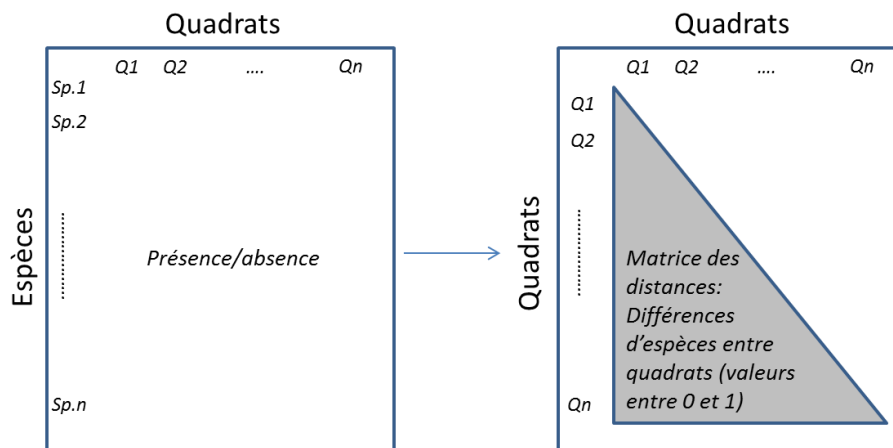 Quadrats
Q1 Q2 .... Qn
Sp.1
Sp.2
Espèces
Présence/absence
Sp.n
Quadrats
Q1 Q2 .... Qn
Q1
Q2
Quadrats
Matrice des
distances:
Différences
d'espèces entre
quadrats (valeurs
entre 0 et 1)
Qn